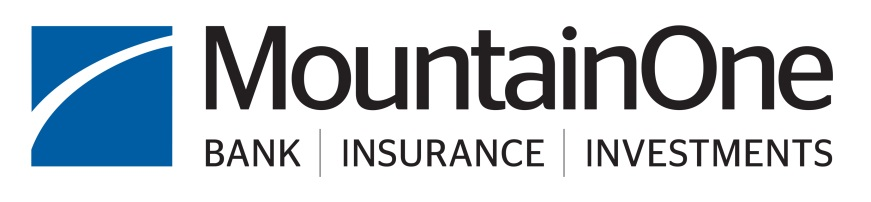 MountainOne
BANK | INSURANCE | INVESTMENTS